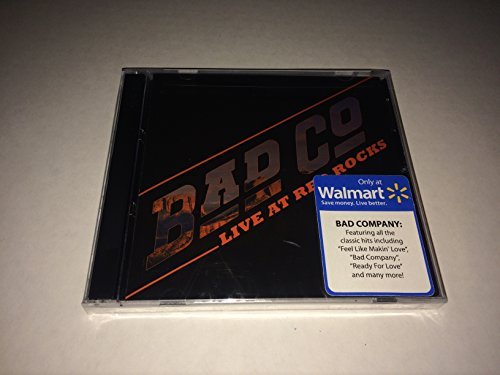 BAD CO
LIVE AT RED ROCKS
Only at
Walmart
Save money. Live better.
BAD COMPANY:
Featuring all the
classic hits including
"Feel Like Makin' Love",
"Bad Company",
"Ready For Love"
and many more!